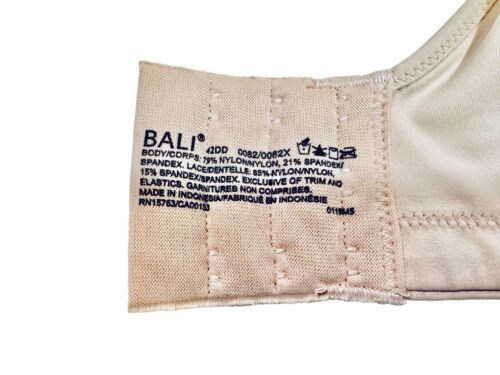 BALI® 42DD 0082/0082X
BODY/CORPS: 79% NYLON/NYLON, 21% SPANDEX/
SPANDEX. LACE/DENTELLE: 85% NYLON/NYLON,
15% SPANDEX/SPANDEX. EXCLUSIVE OF TRIM AND
ELASTICS. GARNITURES NON COMPRISES.
MADE IN INDONESIA/FABRIQUÉ EN INDONÉSIE
RN15763/CA00153